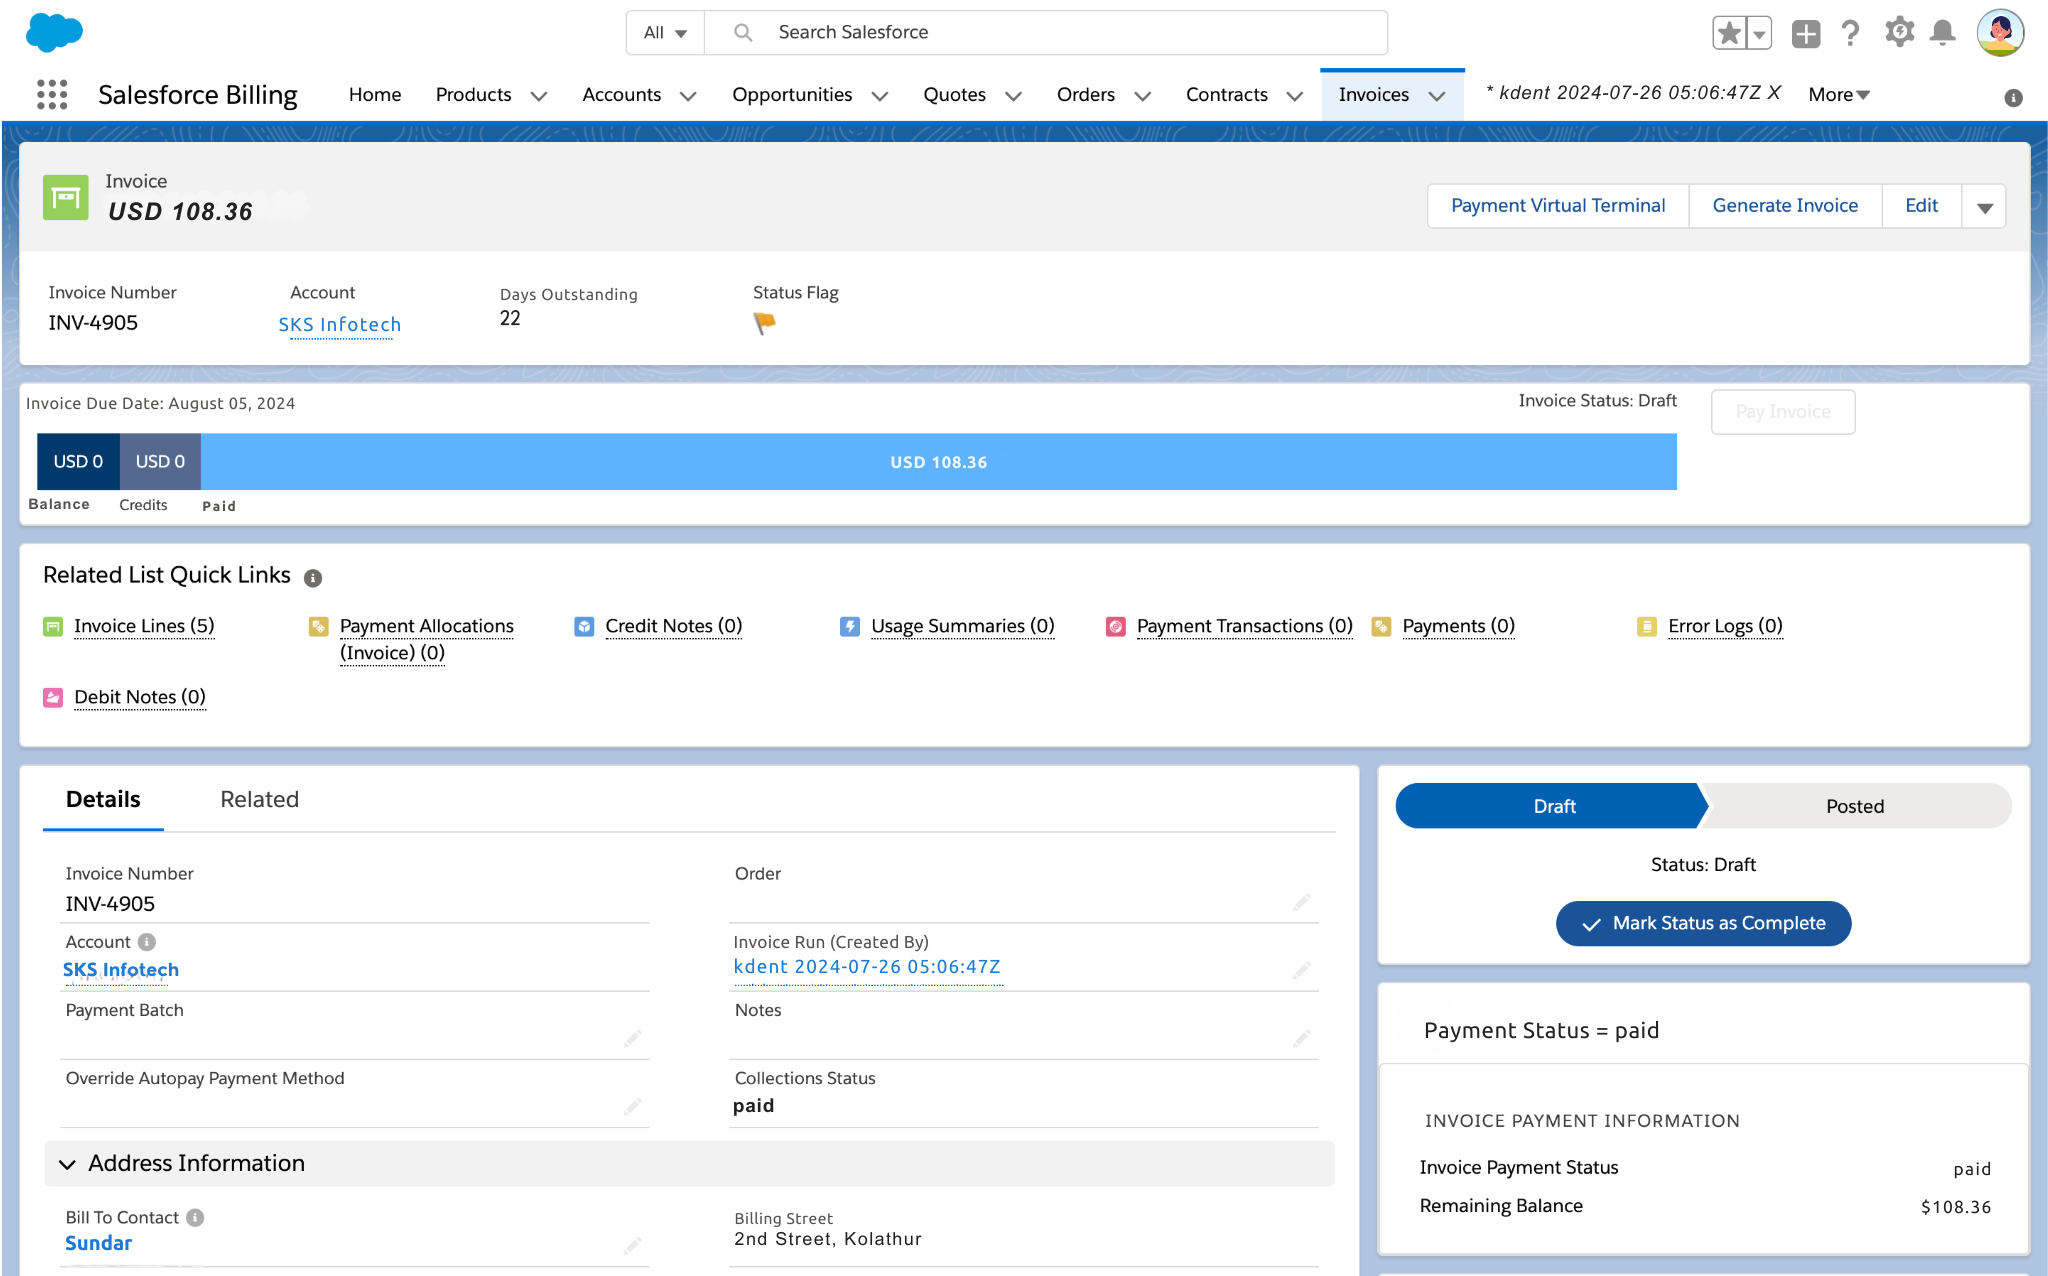 All
Search Salesforce
Salesforce Billing
Home
Products
Accounts
Opportunities
Quotes
Orders
Contracts
Invoices
* kdent 2024-07-26 05:06:47Z X
More
Invoice
USD 108.36
Payment Virtual Terminal
Generate Invoice
Edit
Invoice Number
INV-4905
Account
SKS Infotech
Days Outstanding
22
Status Flag
Invoice Due Date: August 05, 2024
Invoice Status: Draft
Pay Invoice
USD 0
USD 0
USD 108.36
Balance
Credits
Paid
Related List Quick Links
Invoice Lines (5)
Payment Allocations
(Invoice) (0)
Credit Notes (0)
Usage Summaries (0)
Payment Transactions (0)
Payments (0)
Error Logs (0)
Debit Notes (0)
Details
Related
Invoice Number
INV-4905
Order
Account
SKS Infotech
Invoice Run (Created By)
kdent 2024-07-26 05:06:47Z
Payment Batch
Notes
Override Autopay Payment Method
Collections Status
paid
Address Information
Bill To Contact
Sundar
Billing Street
2nd Street, Kolathur
Draft
Posted
Status: Draft
Mark Status as Complete
Payment Status = paid
INVOICE PAYMENT INFORMATION
Invoice Payment Status
paid
Remaining Balance
$108.36